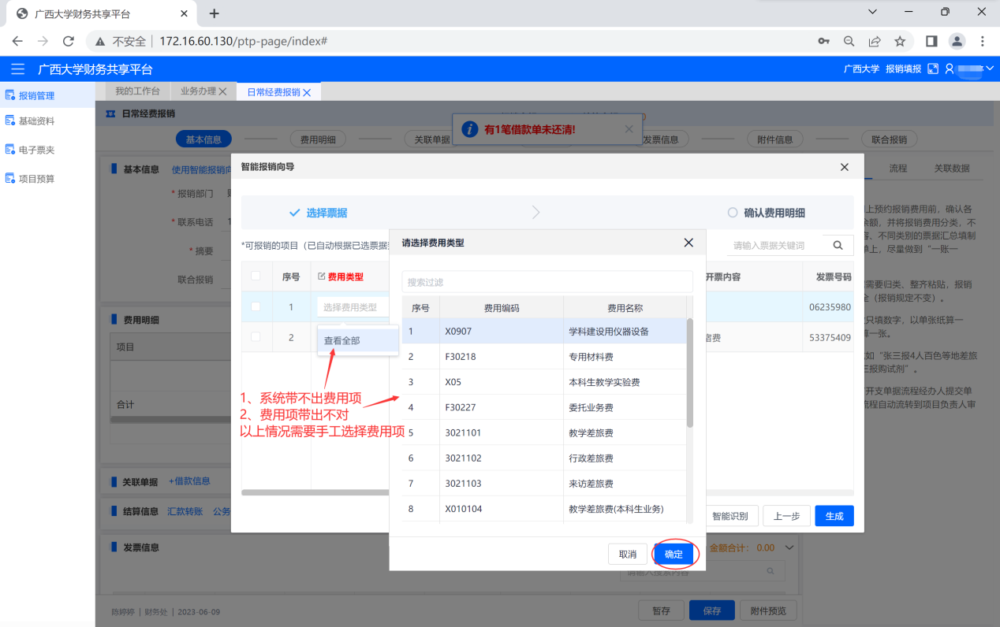 广西大学财务共享平台
不安全 172.16.60.130/ptp-page/index#
广西大学财务共享平台
广西大学 报销填报
报销管理
基础资料
电子票夹
项目预算
我的工作台 业务办理 日常经费报销
日常经费报销
有1笔借款单未还清!
基本信息 费用明细 关联单据 发票信息 附件信息 联合报销
基本信息 使用智能报销向
* 报销部门
* 联系电话 1
* 摘要
联合报销
费用明细
项目
合计
关联单据 +借款信息
结算信息 汇款转账 公务
发票信息
金额合计: 0.00
请输入搜索内容
陈婷婷 | 财务处 | 2023-06-09
暂存 保存 附件预览
流程 关联数据
上预约报销费用前，确认各
余额，并将报销费用分类，不
、不同类别的票据汇总填制
单上，尽量做到“一账一
需要归类、整齐粘贴，报销
（报销规定不变）。
只填数字，以单张纸算一
算一张。
如“张三报4人百色等地差旅
三报购试剂”。
开支单据流程经办人提交单
流程自动流转到项目负责人审
智能报销向导
选择票据 确认费用明细
*可报销的项目（已自动根据已选票据
请输入票据关键词
序号 费用类型 开票内容 发票号码
1 选择费用类型 06235980
2 宿费 53375409
查看全部
1、系统带不出费用项
2、费用项带出不对
以上情况需要手工选择费用项
智能识别 上一步 生成
请选择费用类型
搜索过滤
序号 费用编码 费用名称
1 X0907 学科建设用仪器设备
2 F30218 专用材料费
3 X05 本科生教学实验费
4 F30227 委托业务费
5 3021101 教学差旅费
6 3021102 行政差旅费
7 3021103 来访差旅费
8 X010104 教学差旅费(本科生业务)
取消 确定